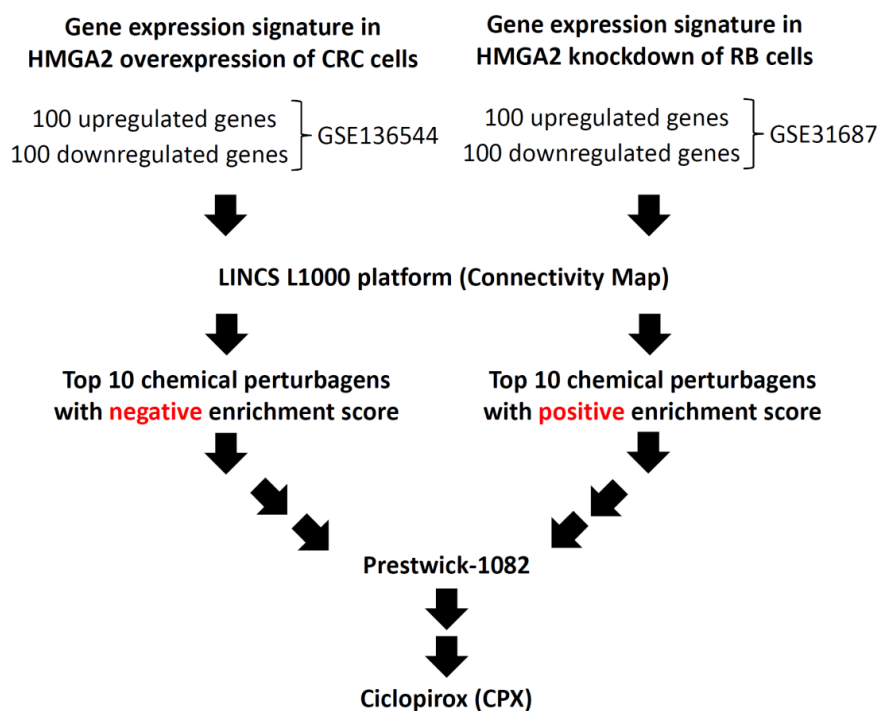 Gene expression signature in
HMGA2 overexpression of CRC cells
100 upregulated genes
100 downregulated genes
GSE136544
Gene expression signature in
HMGA2 knockdown of RB cells
100 upregulated genes
100 downregulated genes
GSE31687
LINCS L1000 platform (Connectivity Map)
Top 10 chemical perturbagens
with negative enrichment score
Top 10 chemical perturbagens
with positive enrichment score
Prestwick-1082
Ciclopirox (CPX)